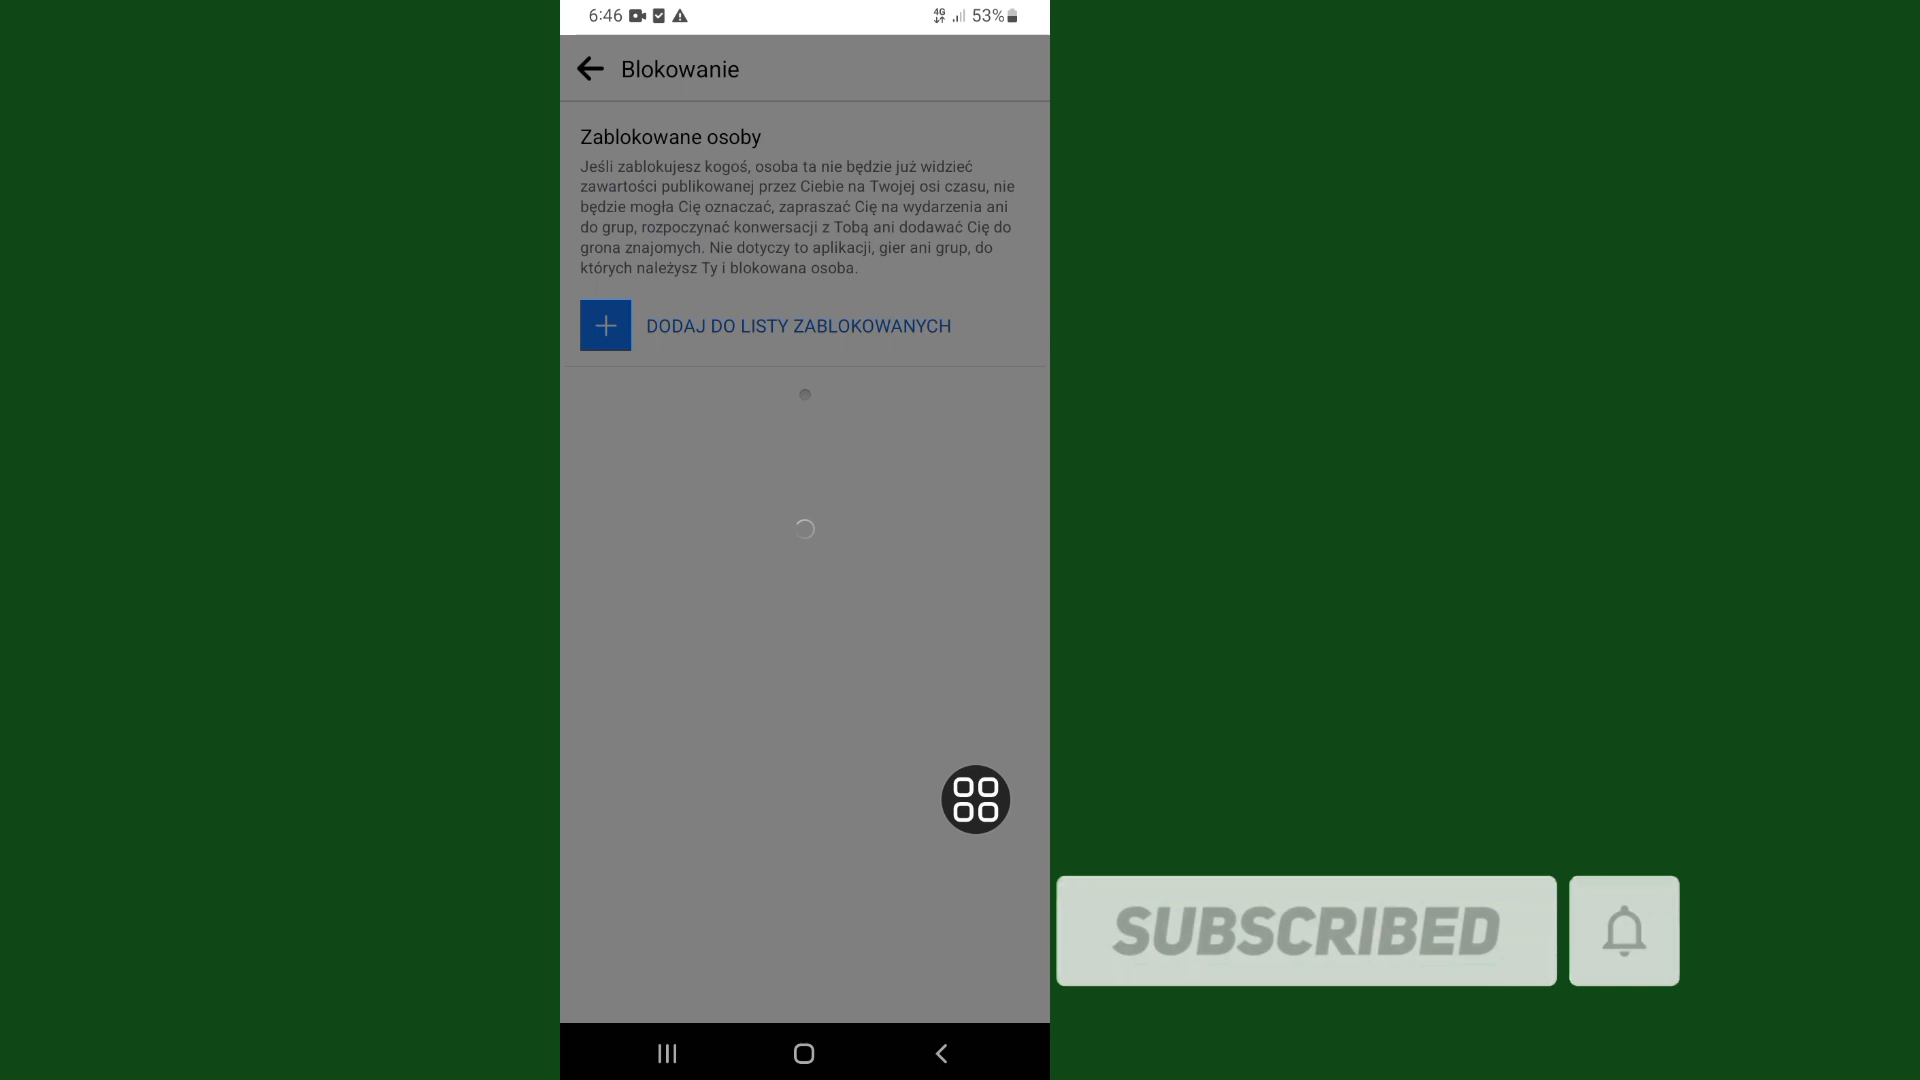 6:46
4G
53%
Blokowanie
Zablokowane osoby
Jeśli zablokujesz kogoś, osoba ta nie będzie już widzieć
zawartości publikowanej przez Ciebie na Twojej osi czasu, nie
będzie mogła Cię oznaczać, zapraszać Cię na wydarzenia ani
do grup, rozpoczynać konwersacji z Tobą ani dodawać Cię do
grona znajomych. Nie dotyczy to aplikacji, gier ani grup, do
których należysz Ty i blokowana osoba.
DODAJ DO LISTY ZABLOKOWANYCH
SUBSCRIBED